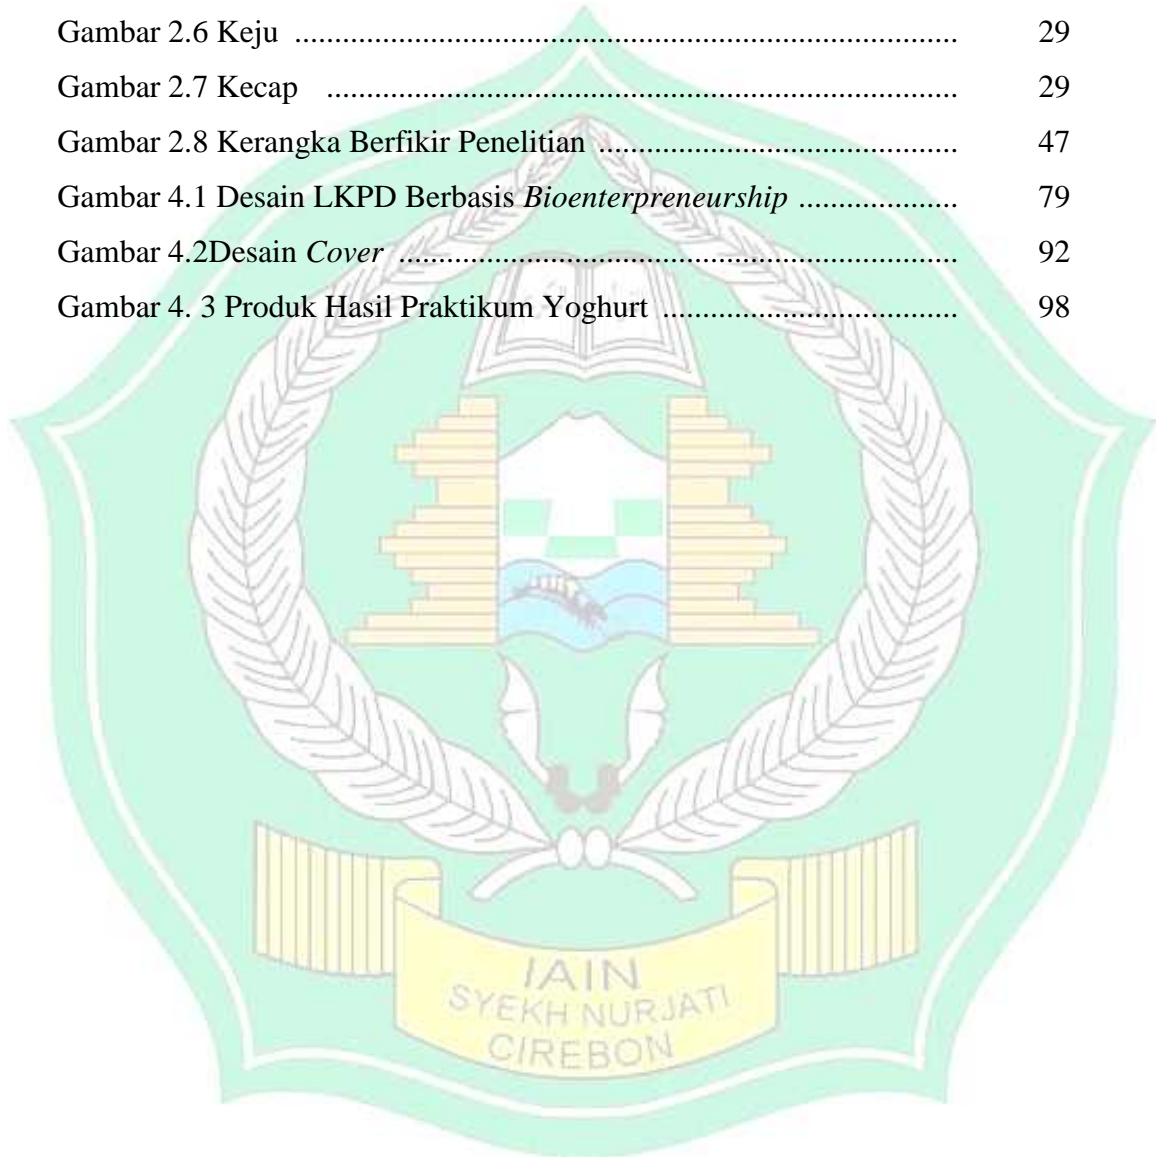 Gambar 2.6 Keju .................................................................................... 29
Gambar 2.7 Kecap ................................................................................ 29
Gambar 2.8 Kerangka Berfikir Penelitian ............................................. 47
Gambar 4.1 Desain LKPD Berbasis Bioenterpreneurship .................... 79
Gambar 4.2Desain Cover ...................................................................... 92
Gambar 4. 3 Produk Hasil Praktikum Yoghurt ..................................... 98
IAIN
SYEKH NURJATI
CIREBON